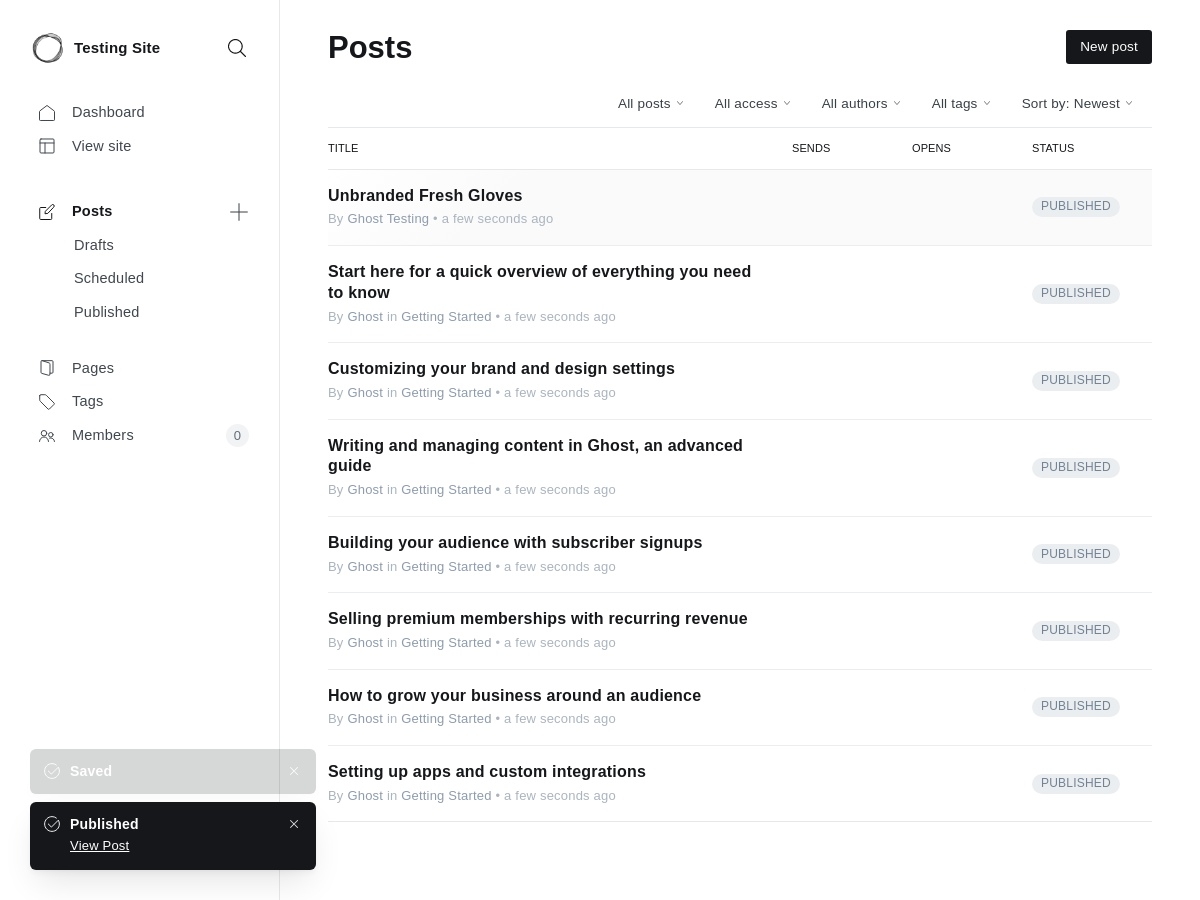 Testing Site
Dashboard
View site
Posts
Drafts
Scheduled
Published
Pages
Tags
Members 0
Posts
New post
All posts All access All authors All tags Sort by: Newest
TITLE SENDS OPENS STATUS
Unbranded Fresh Gloves
By Ghost Testing • a few seconds ago
PUBLISHED
Start here for a quick overview of everything you need
to know
By Ghost in Getting Started • a few seconds ago
PUBLISHED
Customizing your brand and design settings
By Ghost in Getting Started • a few seconds ago
PUBLISHED
Writing and managing content in Ghost, an advanced
guide
By Ghost in Getting Started • a few seconds ago
PUBLISHED
Building your audience with subscriber signups
By Ghost in Getting Started • a few seconds ago
PUBLISHED
Selling premium memberships with recurring revenue
By Ghost in Getting Started • a few seconds ago
PUBLISHED
How to grow your business around an audience
By Ghost in Getting Started • a few seconds ago
PUBLISHED
Setting up apps and custom integrations
By Ghost in Getting Started • a few seconds ago
PUBLISHED
Saved
Published
View Post